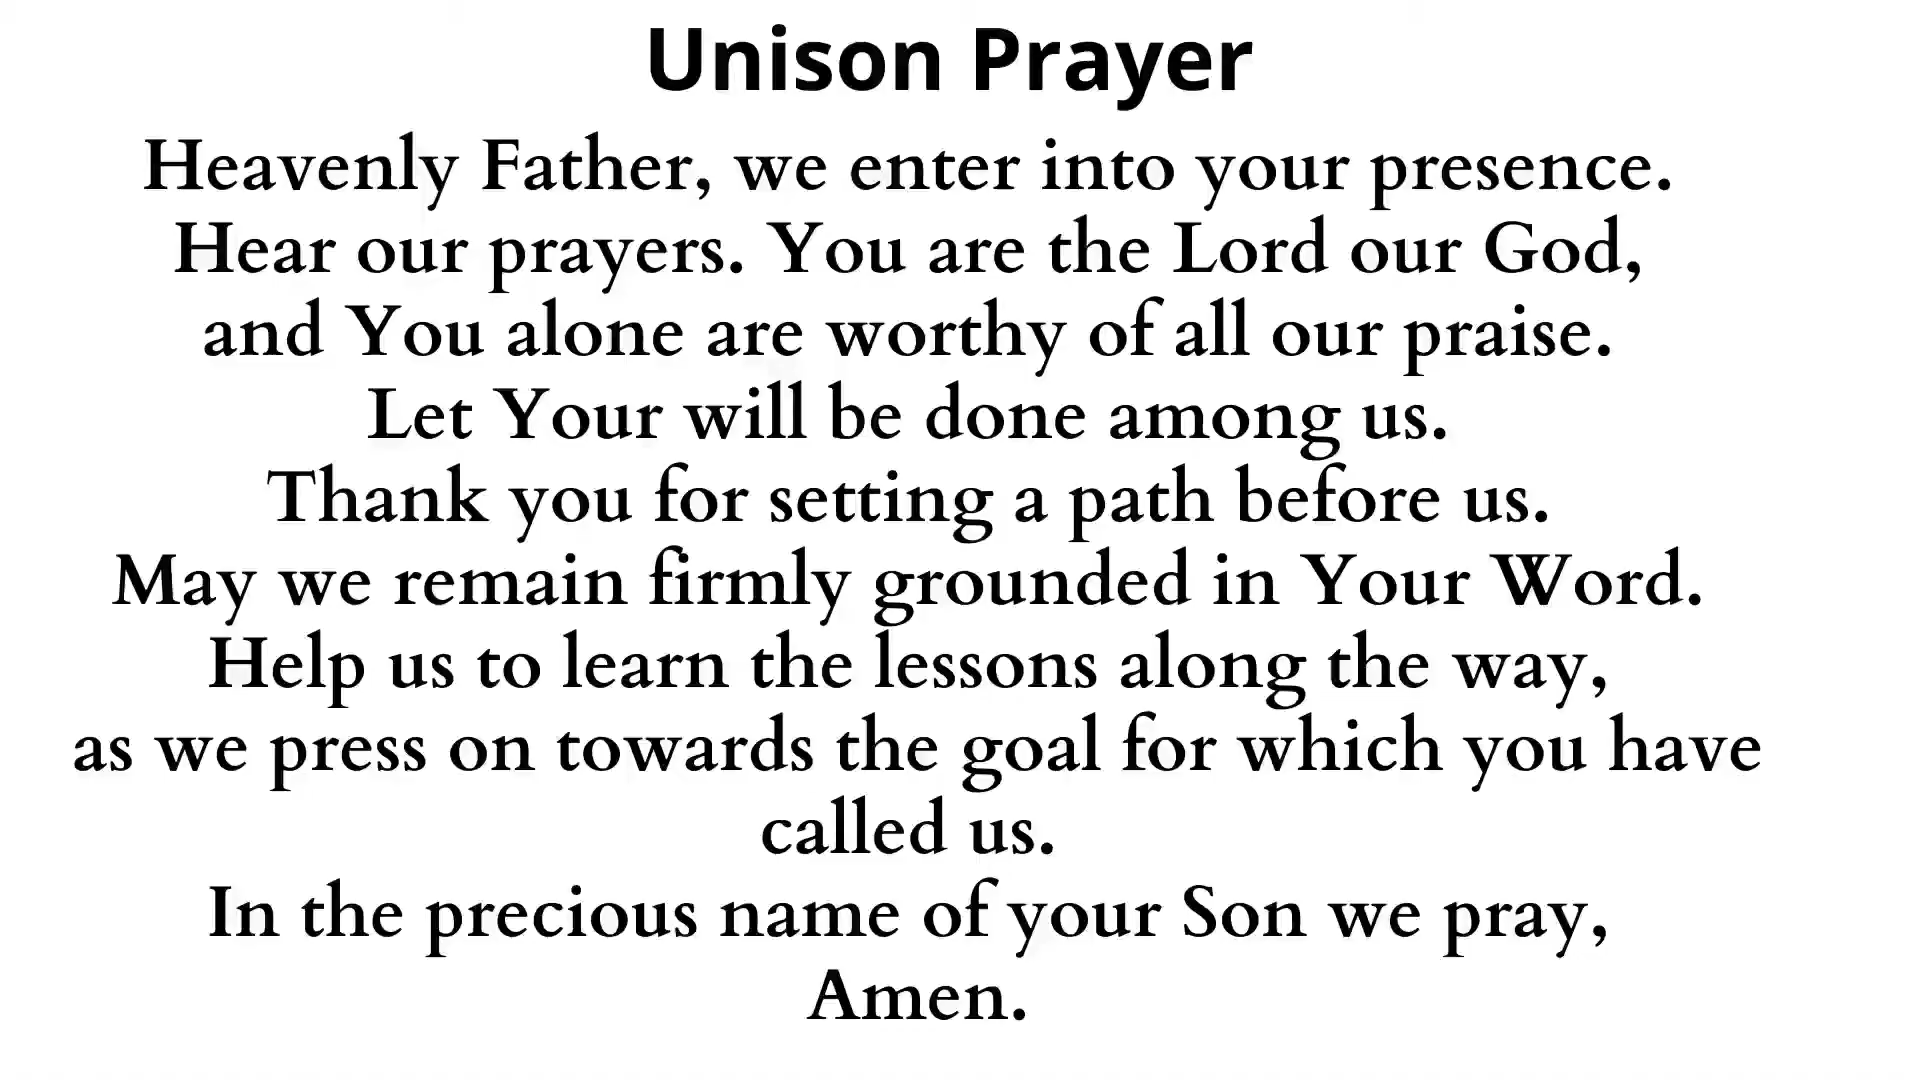 Unison Prayer
Heavenly Father, we enter into your presence.
Hear our prayers. You are the Lord our God,
and You alone are worthy of all our praise.
Let Your will be done among us.
Thank you for setting a path before us.
May we remain firmly grounded in Your Word.
Help us to learn the lessons along the way,
as we press on towards the goal for which you have
called us.
In the precious name of your Son we pray,
Amen.